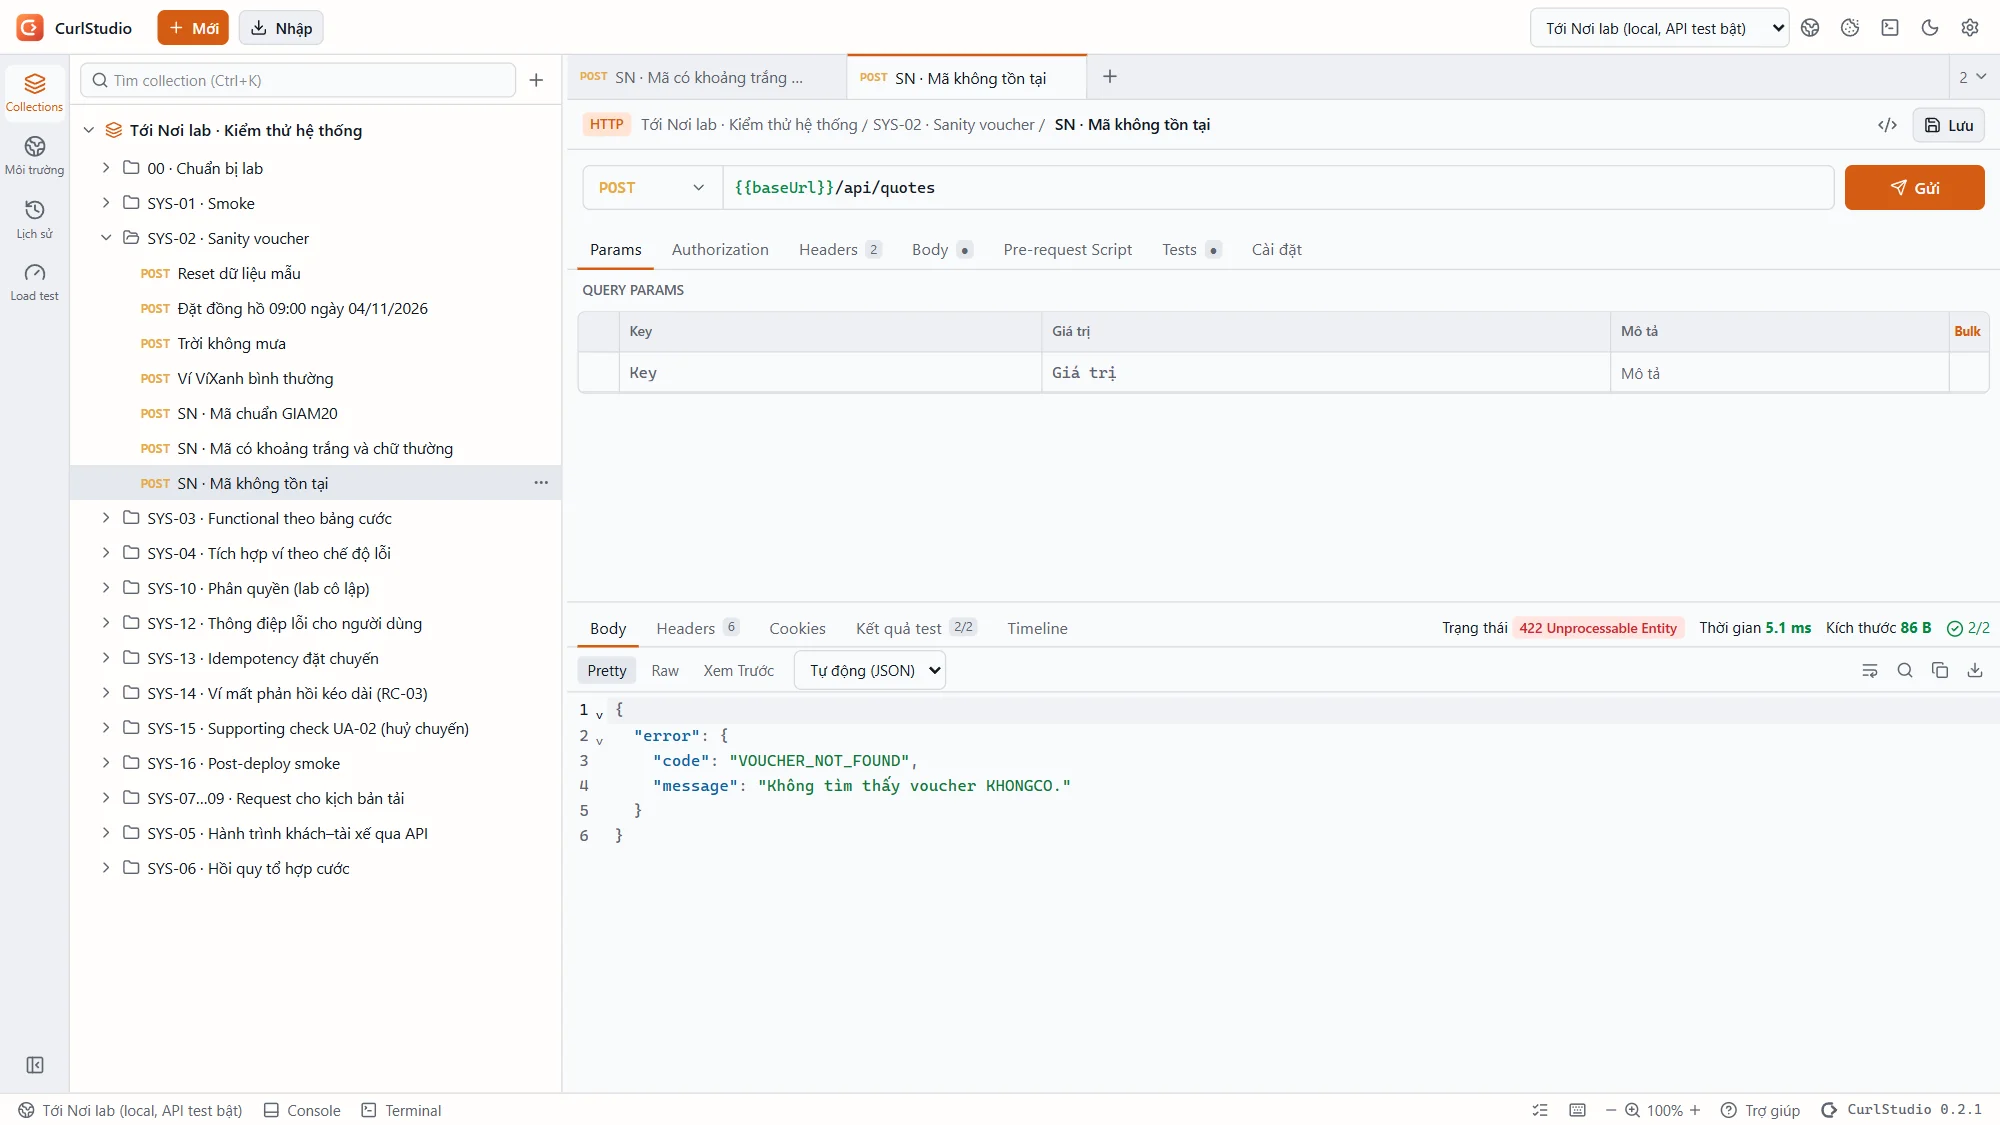 CurlStudio
Mới
Nhập
Tới Nơi lab (local, API test bật)
Collections
Môi trường
Lịch sử
Load test
Tìm collection (Ctrl+K)
Tới Nơi lab · Kiểm thử hệ thống
00 · Chuẩn bị lab
SYS-01 · Smoke
SYS-02 · Sanity voucher
POST Reset dữ liệu mẫu
POST Đặt đồng hồ 09:00 ngày 04/11/2026
POST Trời không mưa
POST Ví VíXanh bình thường
POST SN · Mã chuẩn GIAM20
POST SN · Mã có khoảng trắng và chữ thường
POST SN · Mã không tồn tại
SYS-03 · Functional theo bảng cước
SYS-04 · Tích hợp ví theo chế độ lỗi
SYS-10 · Phân quyền (lab cô lập)
SYS-12 · Thông điệp lỗi cho người dùng
SYS-13 · Idempotency đặt chuyến
SYS-14 · Ví mất phản hồi kéo dài (RC-03)
SYS-15 · Supporting check UA-02 (huỷ chuyến)
SYS-16 · Post-deploy smoke
SYS-07…09 · Request cho kịch bản tải
SYS-05 · Hành trình khách–tài xế qua API
SYS-06 · Hồi quy tổ hợp cước
POST SN · Mã có khoảng trắng ...
POST SN · Mã không tồn tại
2
HTTP Tới Nơi lab · Kiểm thử hệ thống / SYS-02 · Sanity voucher / SN · Mã không tồn tại
Lưu
POST {{baseUrl}}/api/quotes
Gửi
Params Authorization Headers 2 Body Pre-request Script Tests Cài đặt
QUERY PARAMS
Key Giá trị Mô tả Bulk
Key Giá trị Mô tả
Body Headers 6 Cookies Kết quả test 2/2 Timeline
Trạng thái 422 Unprocessable Entity Thời gian 5.1 ms Kích thước 86 B 2/2
Pretty Raw Xem Trước Tự động (JSON)
1 {
2 "error": {
3 "code": "VOUCHER_NOT_FOUND",
4 "message": "Không tìm thấy voucher KHONGCO."
5 }
6 }
Tới Nơi lab (local, API test bật) Console Terminal
100% Trợ giúp CurlStudio 0.2.1